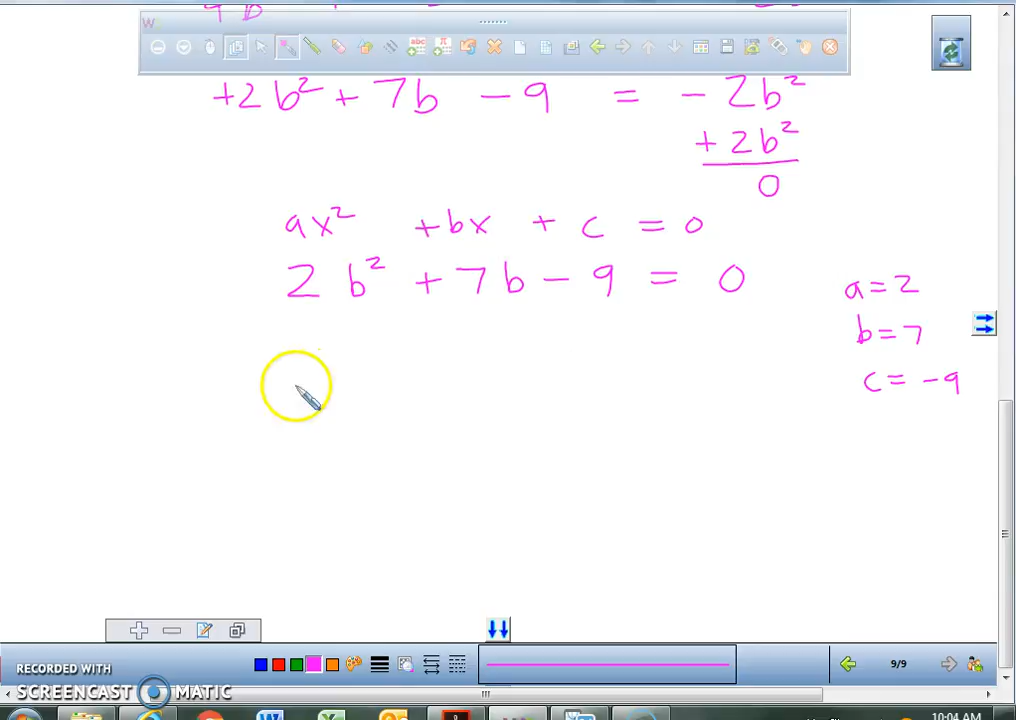 +2b² + 7b - 9 = -2b²
+2b²
0
ax² + bx + c = 0
2b² + 7b - 9 = 0
a = 2
b = 7
c = -9
9/9
RECORDED WITH
SCREENCAST MATIC
10:04 AM